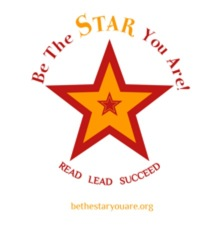 Be The STAR You Are!
READ LEAD SUCCEED
bethestaryouare.org